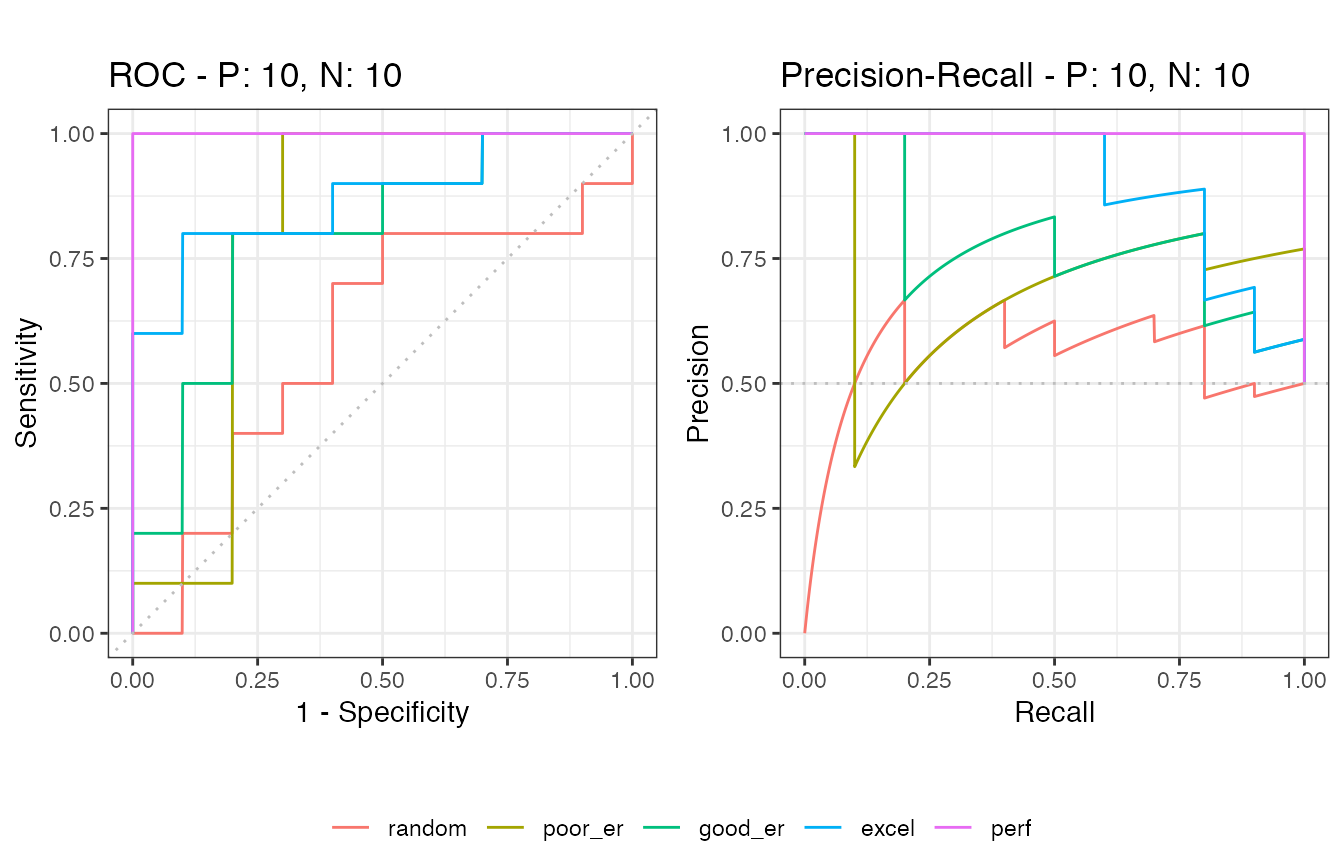 ROC - P: 10, N: 10
1.00
0.75
0.50
0.25
0.00
Sensitivity
0.00 0.25 0.50 0.75 1.00
1 - Specificity
Precision-Recall - P: 10, N: 10
1.00
0.75
0.50
0.25
0.00
Precision
0.00 0.25 0.50 0.75 1.00
Recall
random poor_er good_er excel perf